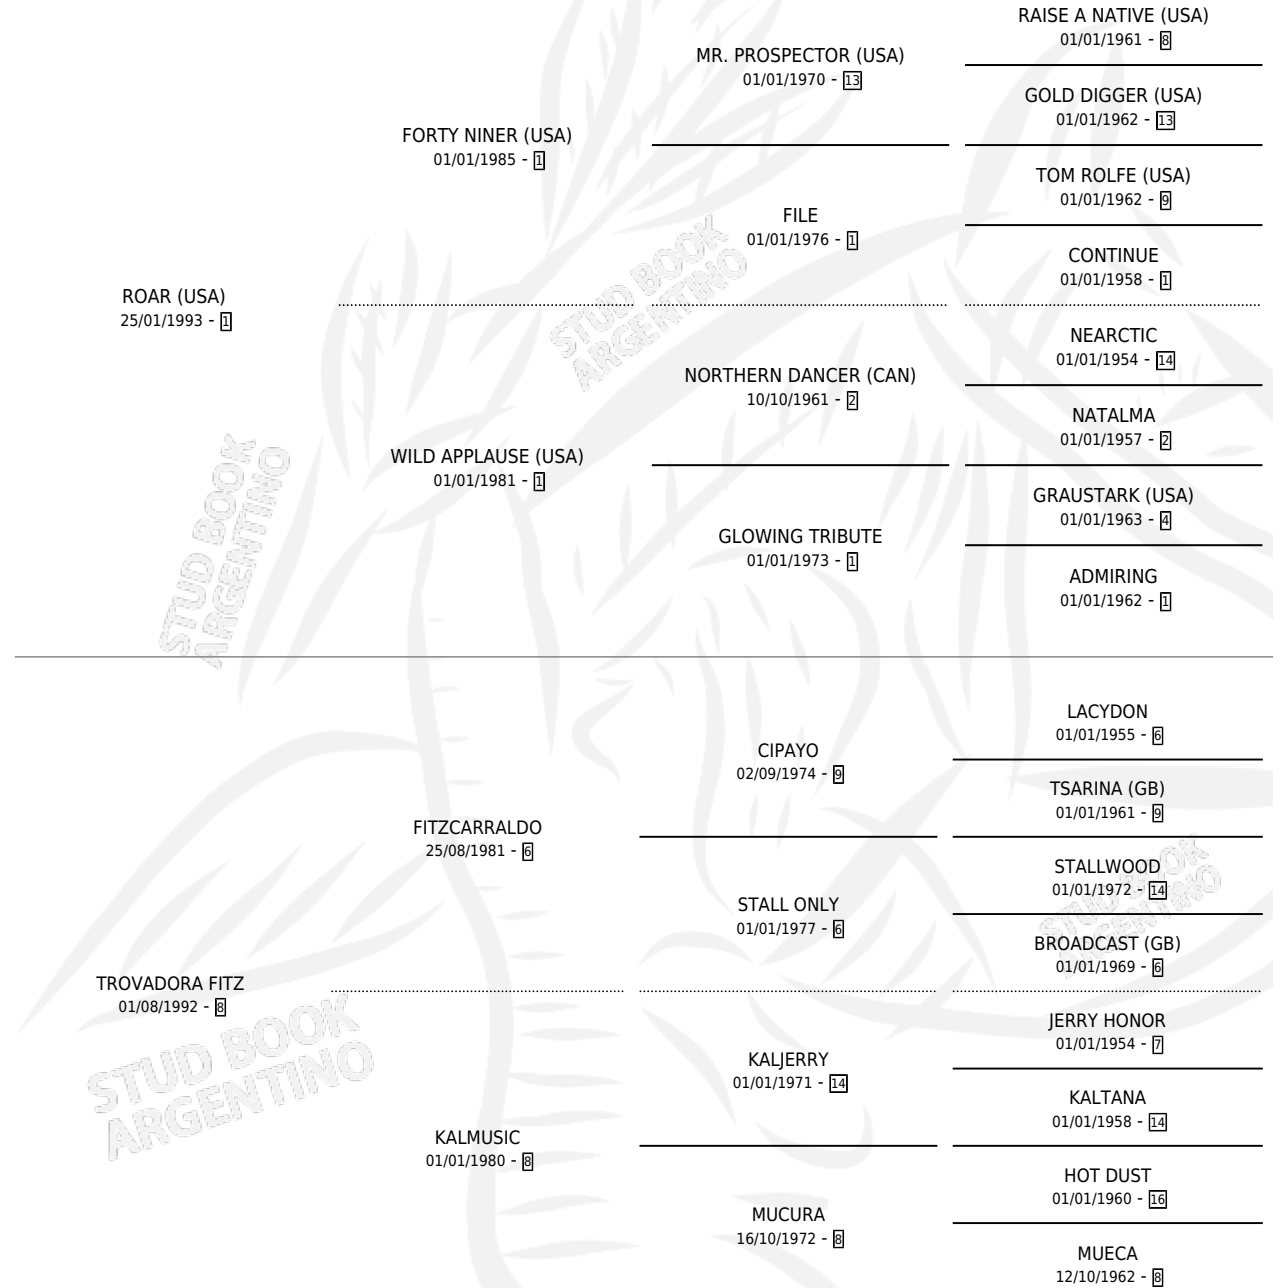 RAISE A NATIVE (USA)
01/01/1961 - 8
MR. PROSPECTOR (USA)
01/01/1970 - 13
GOLD DIGGER (USA)
01/01/1962 - 13
FORTY NINER (USA)
01/01/1985 - 1
TOM ROLFE (USA)
01/01/1962 - 9
FILE
01/01/1976 - 1
CONTINUE
01/01/1958 - 1
ROAR (USA)
25/01/1993 - 1
NEARCTIC
01/01/1954 - 14
NORTHERN DANCER (CAN)
10/10/1961 - 2
NATALMA
01/01/1957 - 2
WILD APPLAUSE (USA)
01/01/1981 - 1
GRAUSTARK (USA)
01/01/1963 - 4
GLOWING TRIBUTE
01/01/1973 - 1
ADMIRING
01/01/1962 - 1
LACYDON
01/01/1955 - 6
CIPAYO
02/09/1974 - 9
TSARINA (GB)
01/01/1961 - 9
FITZCARRALDO
25/08/1981 - 6
STALLWOOD
01/01/1972 - 14
STALL ONLY
01/01/1977 - 6
BROADCAST (GB)
01/01/1969 - 6
TROVADORA FITZ
01/08/1992 - 8
JERRY HONOR
01/01/1954 - 7
KALJERRY
01/01/1971 - 14
KALTANA
01/01/1958 - 14
KALMUSIC
01/01/1980 - 8
HOT DUST
01/01/1960 - 16
MUCURA
16/10/1972 - 8
MUECA
12/10/1962 - 8
STUD BOOK
ARGENTINO
STUD BOOK
ARGENTINO
STUD BOOK
ARGENTINO
STUD BOOK
ARGENTINO